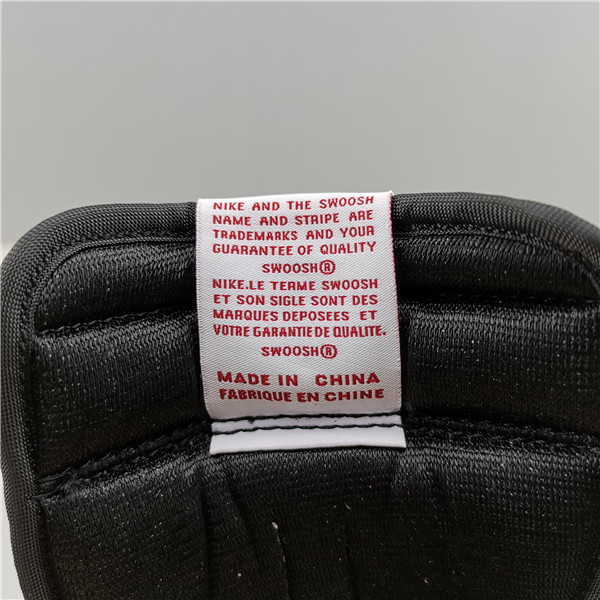 NIKE AND THE SWOOSH
NAME AND STRIPE ARE
TRADEMARKS AND YOUR
GUARANTEE OF QUALITY
SWOOSH®
NIKE.LE TERME SWOOSH
ET SON SIGLE SONT DES
MARQUES DEPOSEES ET
VOTRE GARANTIE DE QUALITE.
SWOOSH®
MADE IN CHINA
FABRIQUE EN CHINE